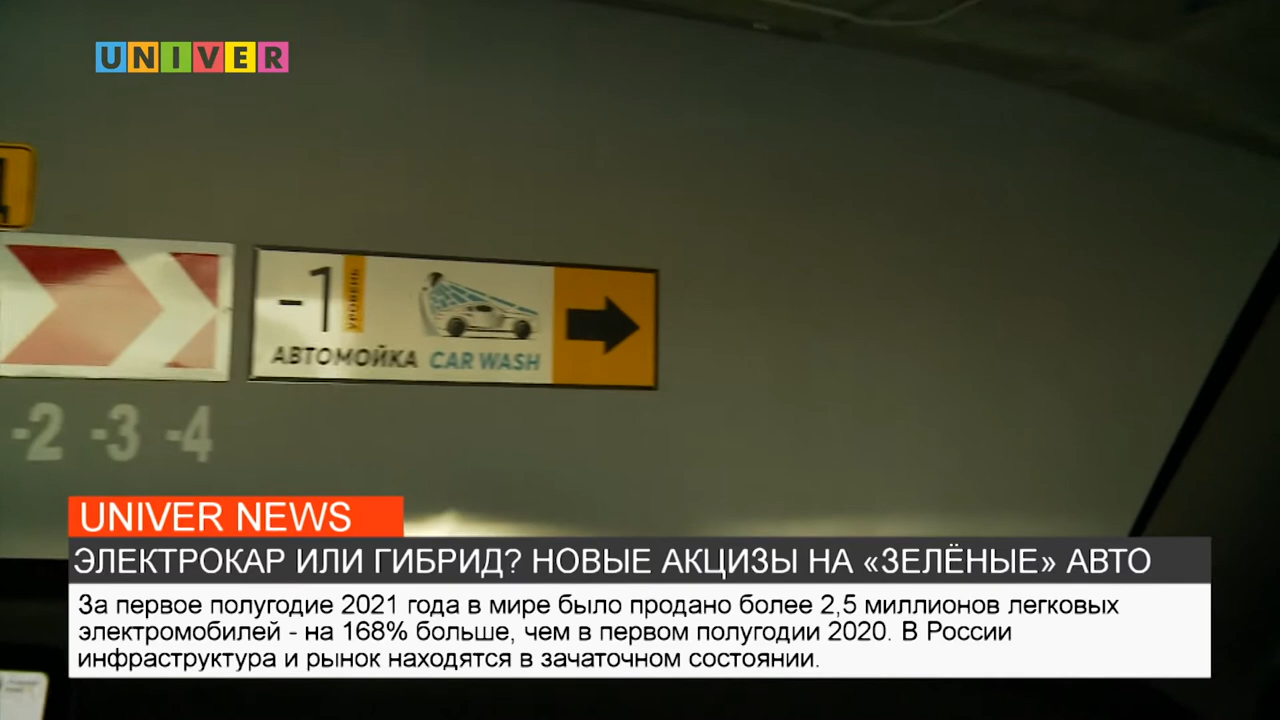 UNIVER
-1
УРОВЕНЬ
АВТОМОЙКА CAR WASH
-2 -3 -4
UNIVER NEWS
ЭЛЕКТРОКАР ИЛИ ГИБРИД? НОВЫЕ АКЦИЗЫ НА «ЗЕЛЁНЫЕ» АВТО
За первое полугодие 2021 года в мире было продано более 2,5 миллионов легковых
электромобилей - на 168% больше, чем в первом полугодии 2020. В России
инфраструктура и рынок находятся в зачаточном состоянии.